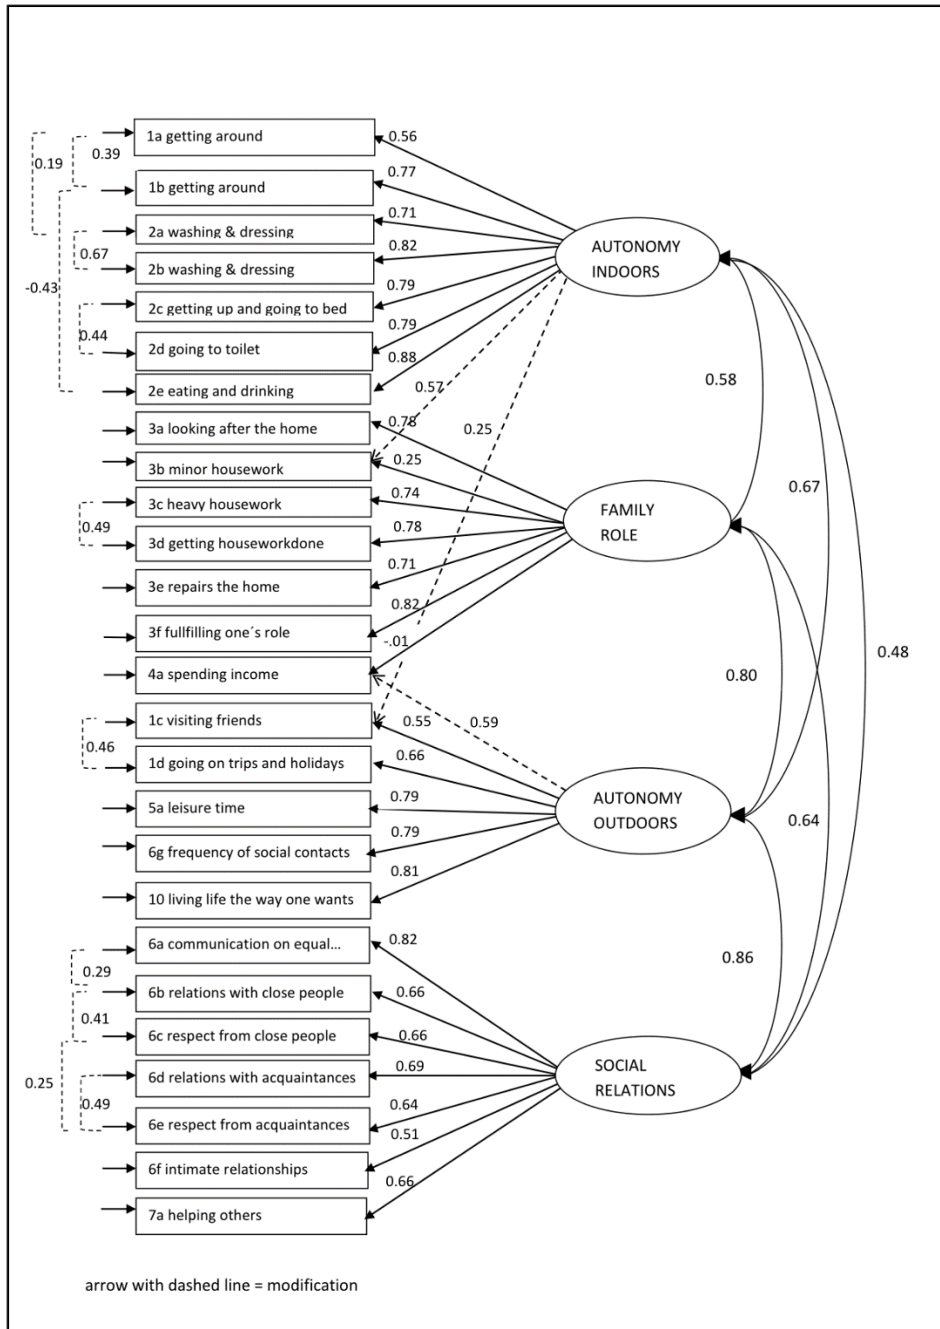 1a getting around
0.56
0.39
0.19
0.77
1b getting around
0.71
2a washing & dressing
AUTONOMY
INDOORS
0.82
0.67
2b washing & dressing
-0.43
0.79
2c getting up and going to bed
0.79
0.44
2d going to toilet
0.88
0.58
2e eating and drinking
0.57
0.78
0.25
3a looking after the home
0.25
3b minor housework
0.67
0.74
3c heavy housework
FAMILY
ROLE
0.49
0.78
3d getting houseworkdone
0.71
3e repairs the home
0.82
3f fullfilling one´s role
-.01
0.48
4a spending income
0.80
1c visiting friends
0.55
0.59
0.46
0.66
1d going on trips and holidays
0.79
5a leisure time
AUTONOMY
OUTDOORS
0.64
0.79
6g frequency of social contacts
0.81
10 living life the way one wants
6a communication on equal...
0.82
0.86
0.29
0.66
6b relations with close people
0.41
0.66
6c respect from close people
0.69
SOCIAL
RELATIONS
0.25
6d relations with acquaintances
0.49
0.64
6e respect from acquaintances
0.51
6f intimate relationships
0.66
7a helping others
arrow with dashed line = modification